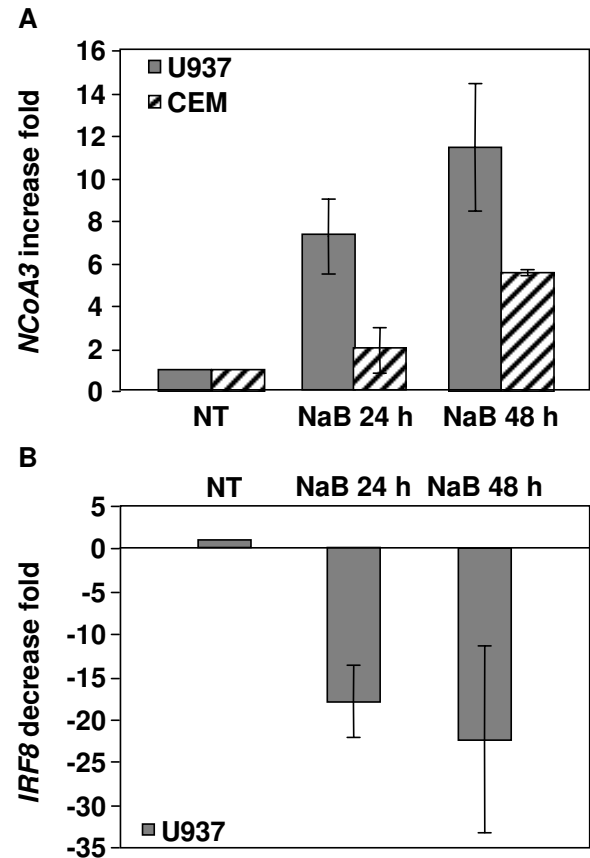 A
NCoA3 increase fold
16
14
12
10
8
6
4
2
0
U937
CEM
NT NaB 24 h NaB 48 h
B
NT NaB 24 h NaB 48 h
IRF8 decrease fold
5
0
-5
-10
-15
-20
-25
-30
-35
U937